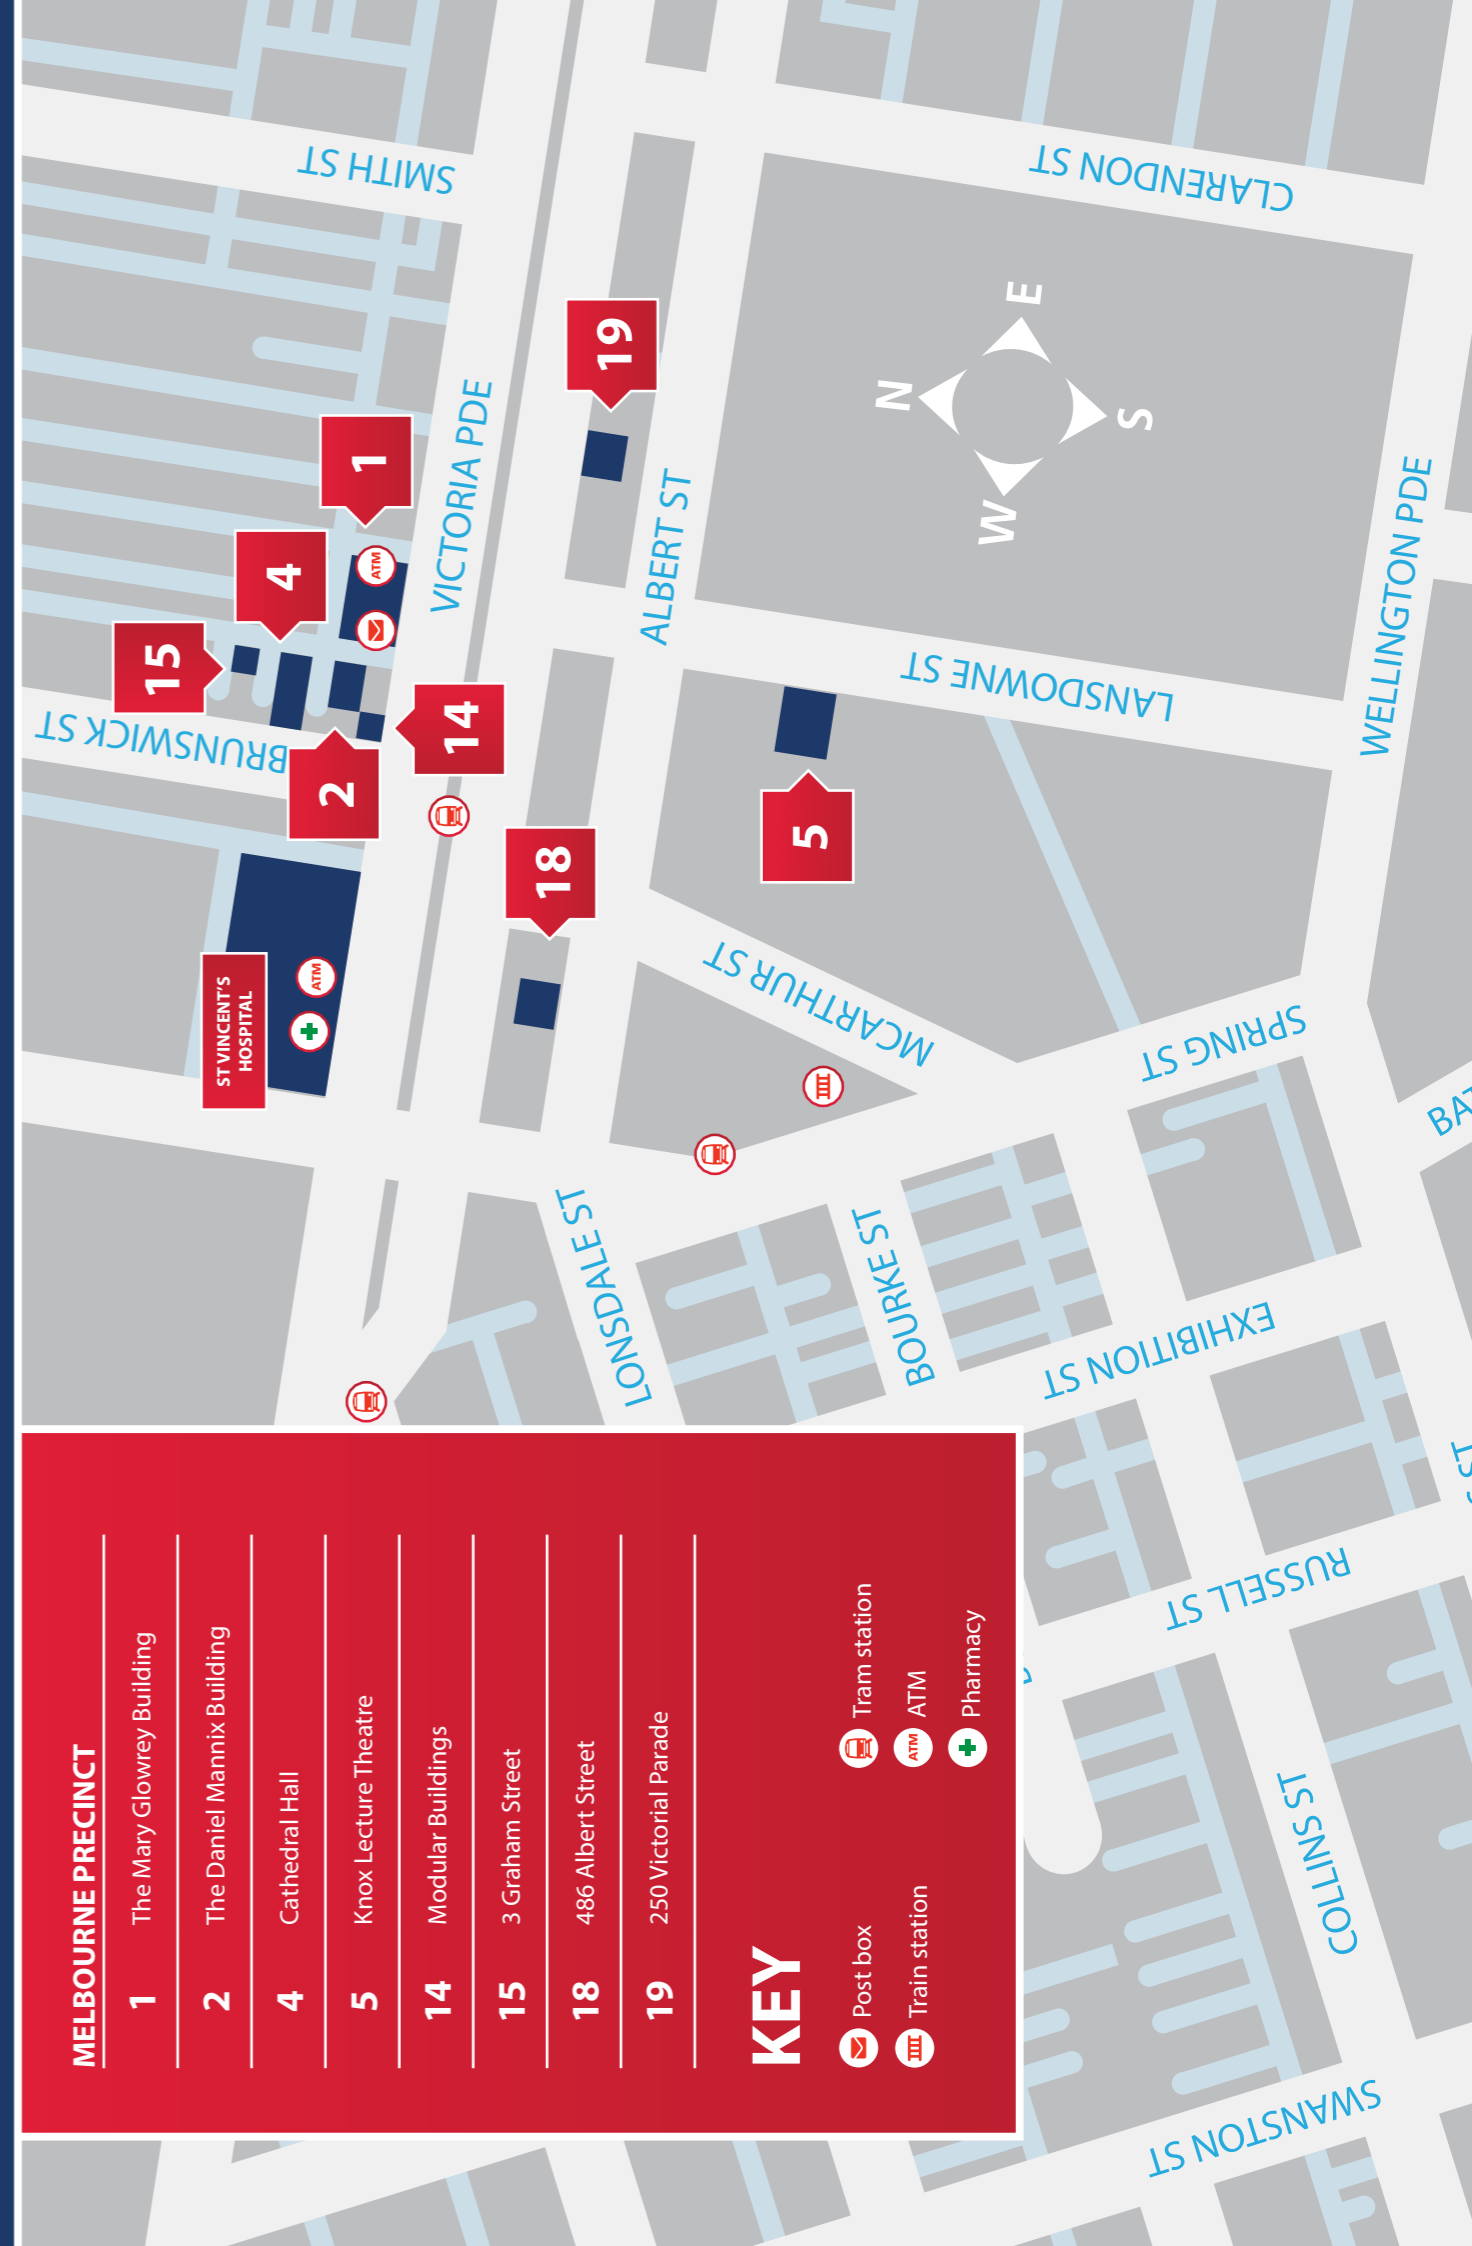 MELBOURNE PRECINCT
1 The Mary Glowrey Building
2 The Daniel Mannix Building
4 Cathedral Hall
5 Knox Lecture Theatre
14 Modular Buildings
15 3 Graham Street
18 486 Albert Street
19 250 Victorial Parade
KEY
Post box
Train station
Tram station
ATM
Pharmacy
ST VINCENT'S
HOSPITAL
ATM
BRUNSWICK ST
15
4
1
2
14
ATM
SMITH ST
VICTORIA PDE
18
19
ALBERT ST
5
LANSDOWNE ST
CLARENDON ST
N
E
S
W
WELLINGTON PDE
MCARTHUR ST
SPRING ST
LONSDALE ST
BOURKE ST
EXHIBITION ST
RUSSELL ST
COLLINS ST
SWANSTON ST
BAT
ST